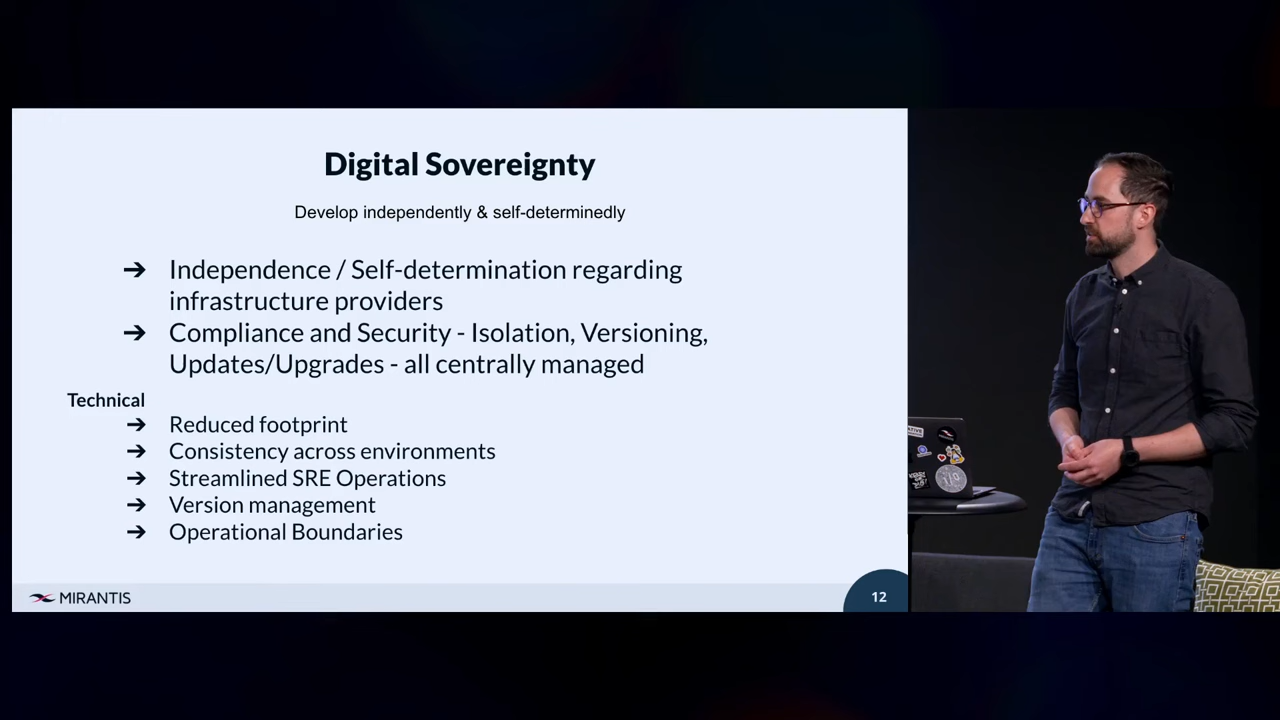 Digital Sovereignty
Develop independently & self-determinedly
➔ Independence / Self-determination regarding
infrastructure providers
➔ Compliance and Security - Isolation, Versioning,
Updates/Upgrades - all centrally managed
Technical
➔ Reduced footprint
➔ Consistency across environments
➔ Streamlined SRE Operations
➔ Version management
➔ Operational Boundaries
MIRANTIS
12